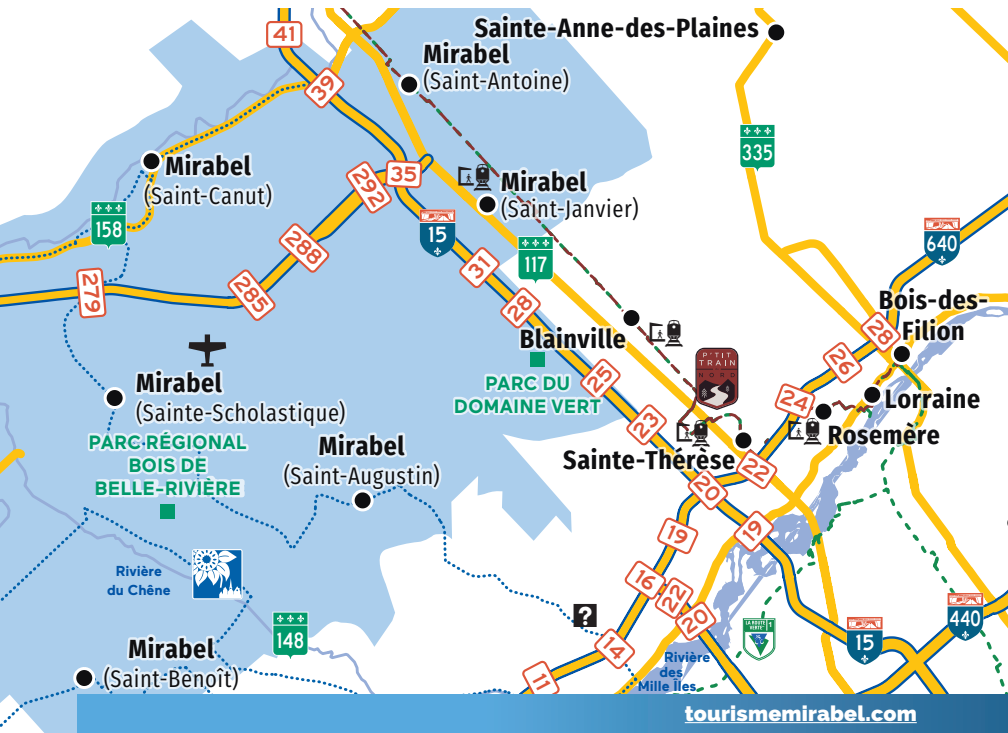 Sainte-Anne-des-Plaines
41
Mirabel
(Saint-Antoine)
39
335
Mirabel
(Saint-Canut)
35
292
Mirabel
(Saint-Janvier)
158
15
640
288
117
31
279
285
28
Bois-des-
Filion
28
Blainville
26
P'TIT
TRAIN
NORD
PARC DU
DOMAINE VERT
25
Mirabel
(Sainte-Scholastique)
24
Lorraine
23
Rosemère
PARC RÉGIONAL
BOIS DE
BELLE-RIVIÈRE
Mirabel
(Saint-Augustin)
Sainte-Thérèse
22
20
19
19
Rivière
du Chêne
16
22
20
?
440
LA ROUTE
VERTE 1
148
15
14
Mirabel
(Saint-Benoît)
Rivière
des
Mille Îles
11
tourismemirabel.com